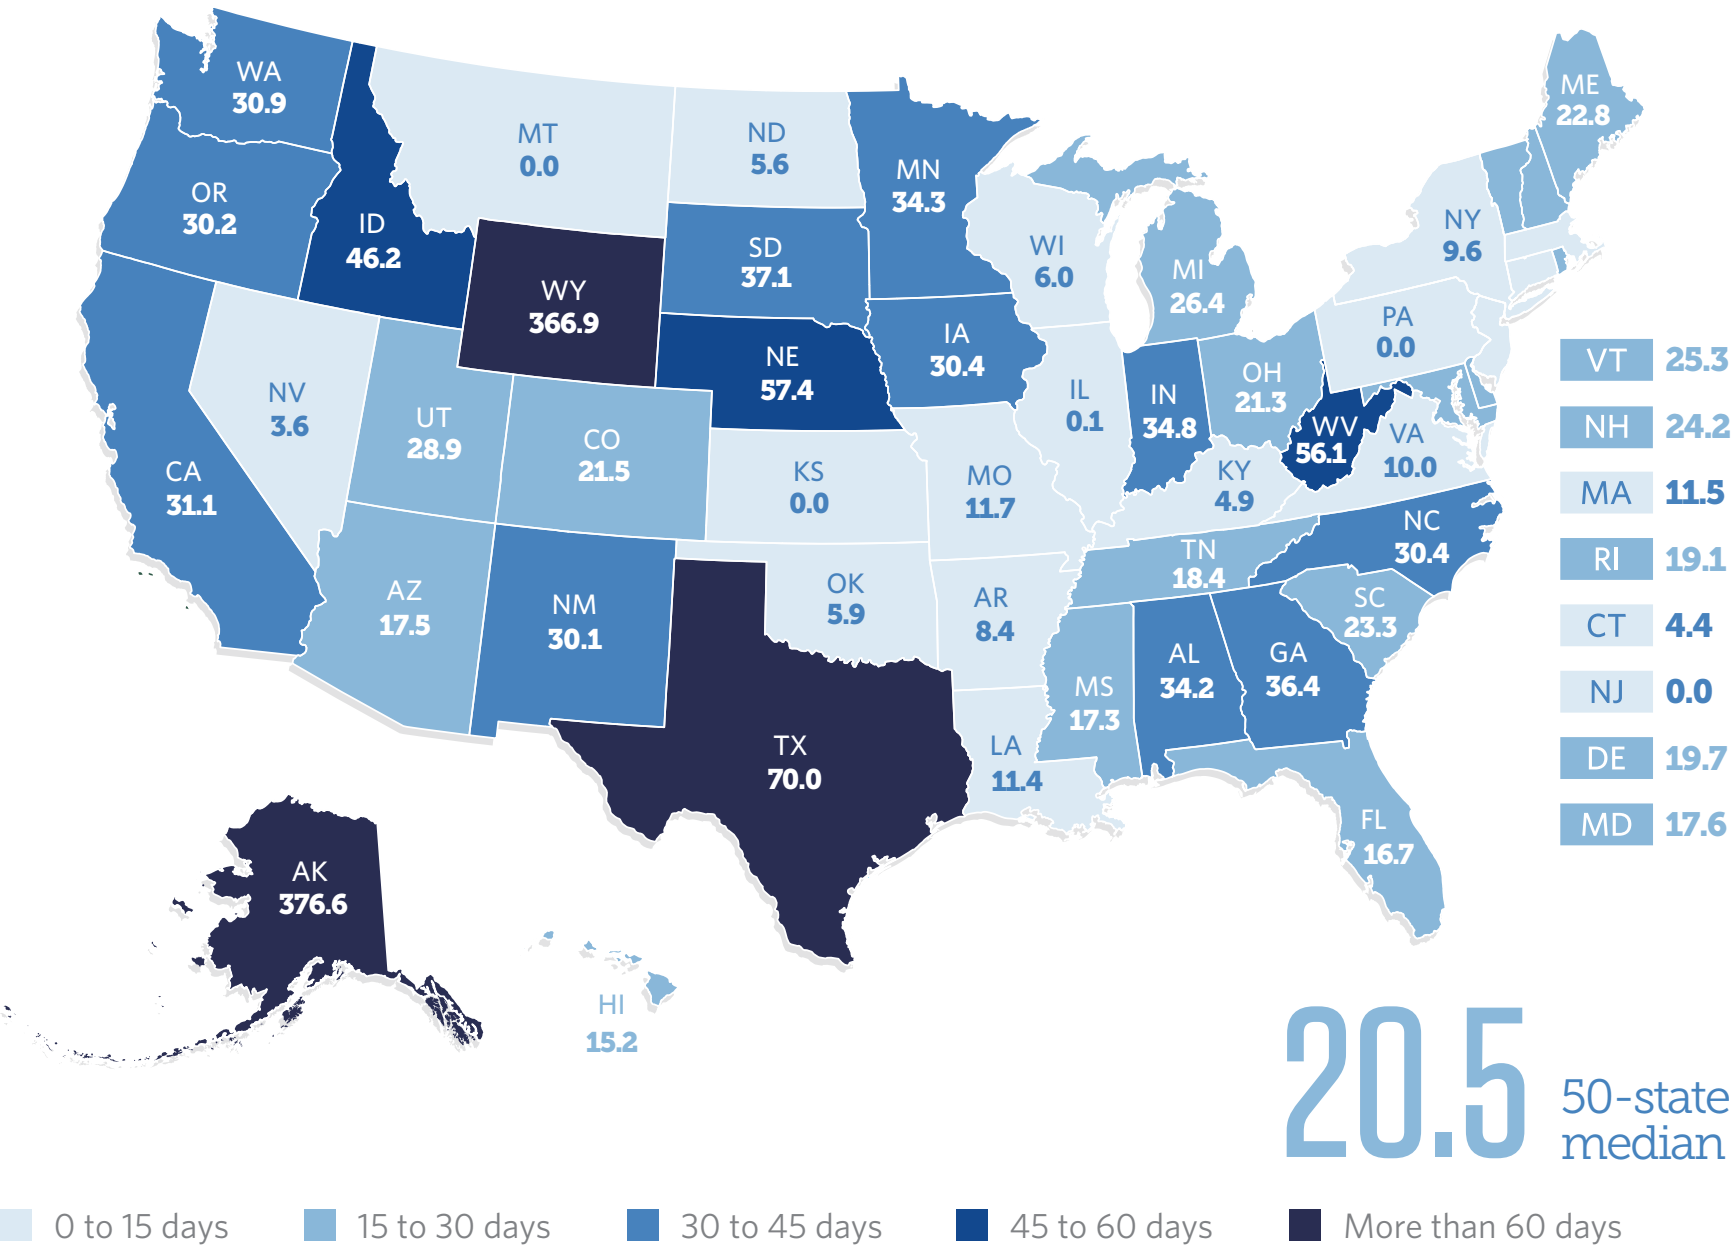 WA
30.9
OR
30.2
CA
31.1
ID
46.2
NV
3.6
MT
0.0
WY
366.9
UT
28.9
AZ
17.5
CO
21.5
NM
30.1
ND
5.6
SD
37.1
NE
57.4
KS
0.0
OK
5.9
TX
70.0
MN
34.3
IA
30.4
MO
11.7
AR
8.4
LA
11.4
WI
6.0
IL
0.1
MI
26.4
IN
34.8
OH
21.3
KY
4.9
TN
18.4
MS
17.3
AL
34.2
GA
36.4
FL
16.7
SC
23.3
NC
30.4
VA
10.0
WV
56.1
PA
0.0
NY
9.6
ME
22.8
VT 25.3
NH 24.2
MA 11.5
RI 19.1
CT 4.4
NJ 0.0
DE 19.7
MD 17.6
AK
376.6
HI
15.2
20.5
50-state
median
0 to 15 days
15 to 30 days
30 to 45 days
45 to 60 days
More than 60 days